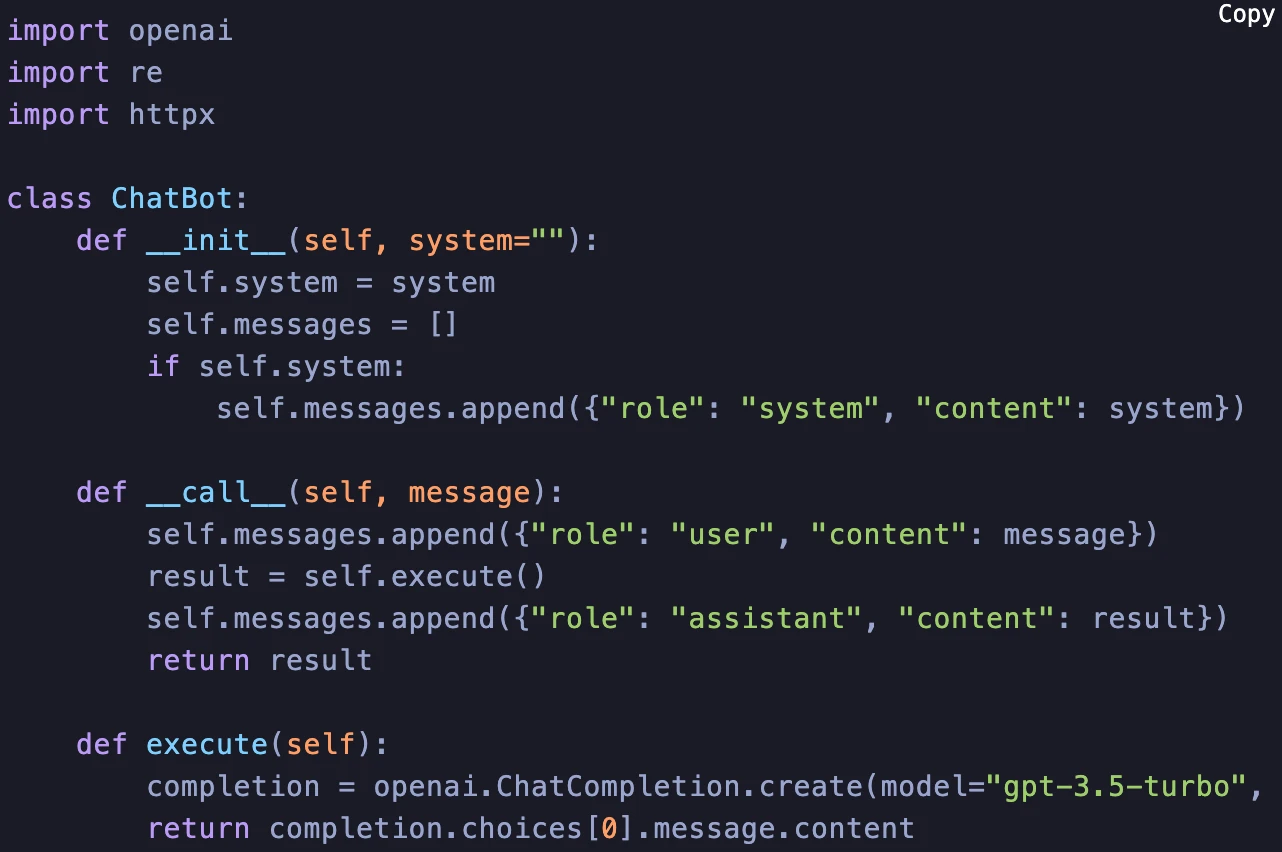 Copy
import openai
import re
import httpx

class ChatBot:
    def __init__(self, system=""):
        self.system = system
        self.messages = []
        if self.system:
            self.messages.append({"role": "system", "content": system})

    def __call__(self, message):
        self.messages.append({"role": "user", "content": message})
        result = self.execute()
        self.messages.append({"role": "assistant", "content": result})
        return result

    def execute(self):
        completion = openai.ChatCompletion.create(model="gpt-3.5-turbo",
        return completion.choices[0].message.content